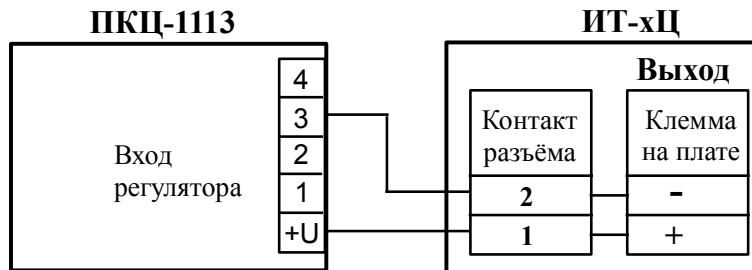 ПКЦ-1113
ИТ-хЦ
Выход
4
3
2
1
+U
Вход
регулятора
Контакт
разъёма
Клемма
на плате
2
-
1
+